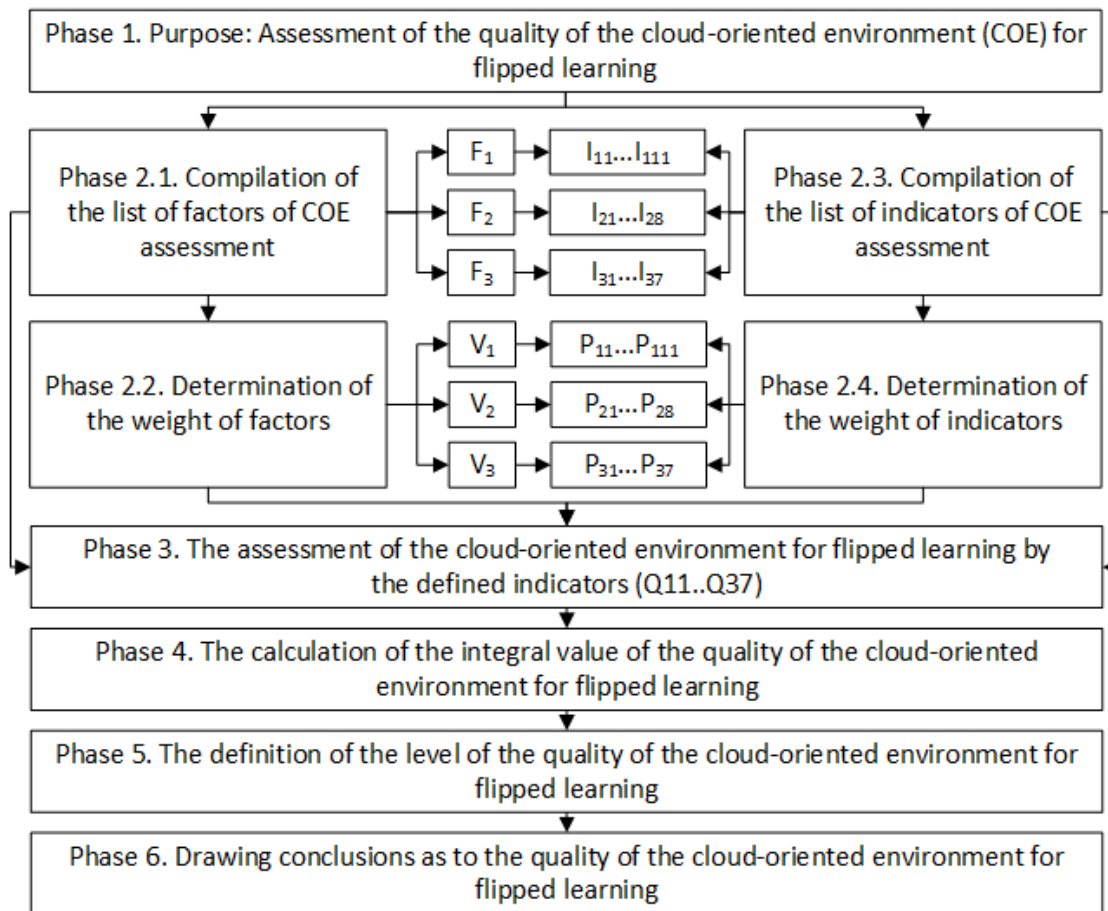 Phase 1. Purpose: Assessment of the quality of the cloud-oriented environment (COE) for
flipped learning
Phase 2.1. Compilation of
the list of factors of COE
assessment
F₁
I₁₁...I₁₁₁
F₂
I₂₁...I₂₈
F₃
I₃₁...I₃₇
Phase 2.3. Compilation of
the list of indicators of COE
assessment
Phase 2.2. Determination of
the weight of factors
V₁
P₁₁...P₁₁₁
V₂
P₂₁...P₂₈
V₃
P₃₁...P₃₇
Phase 2.4. Determination of
the weight of indicators
Phase 3. The assessment of the cloud-oriented environment for flipped learning by
the defined indicators (Q11..Q37)
Phase 4. The calculation of the integral value of the quality of the cloud-oriented
environment for flipped learning
Phase 5. The definition of the level of the quality of the cloud-oriented environment for
flipped learning
Phase 6. Drawing conclusions as to the quality of the cloud-oriented environment for
flipped learning